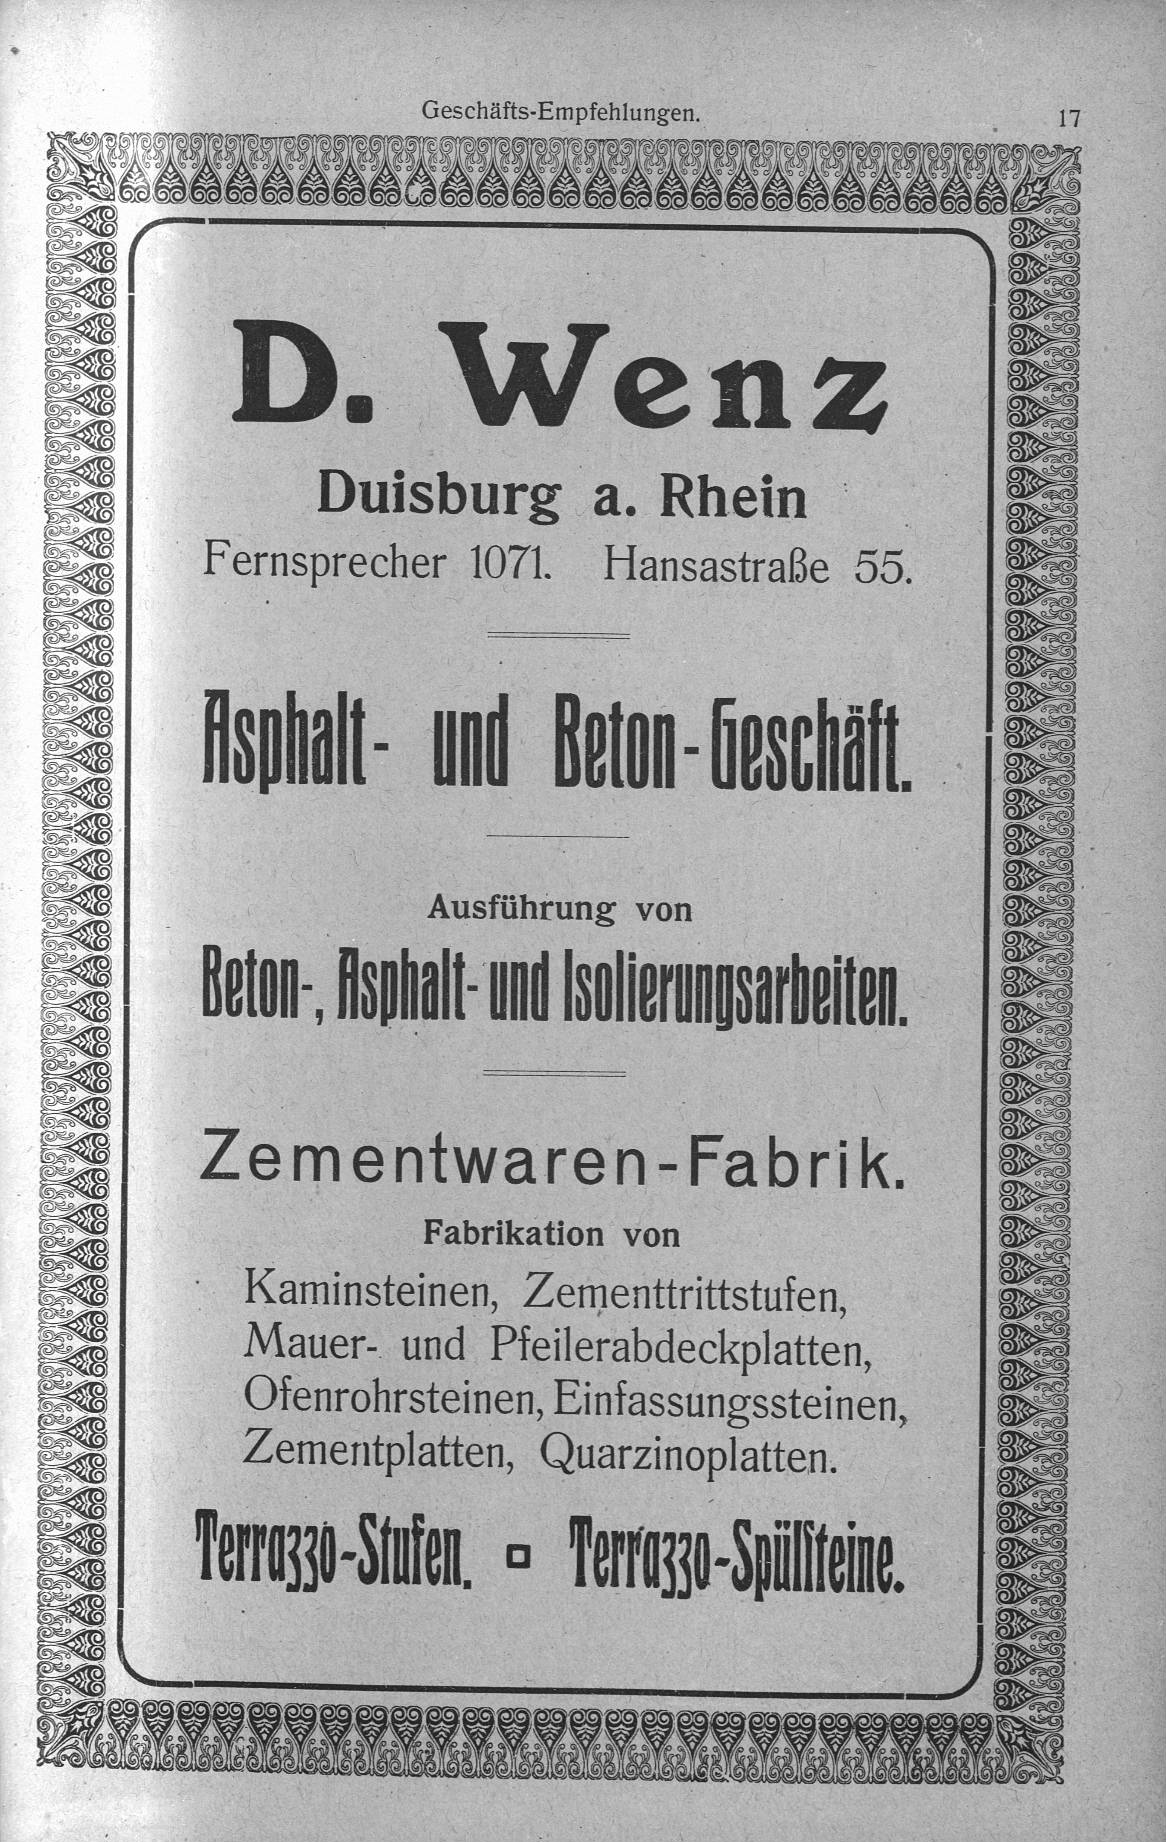 Geschäfts-Empfehlungen. 17
D. Wenz
Duisburg a. Rhein
Fernsprecher 1071. Hansastraße 55.
Asphalt- und Beton-Geschäft.
Ausführung von
Beton-, Asphalt- und Isolierungsarbeiten.
Zementwaren-Fabrik.
Fabrikation von
Kaminsteinen, Zementtrittstufen,
Mauer- und Pfeilerabdeckplatten,
Ofenrohrsteinen, Einfassungssteinen,
Zementplatten, Quarzinoplatten.
Terrazzo-Stufen. ▫ Terrazzo-Spülſteine.